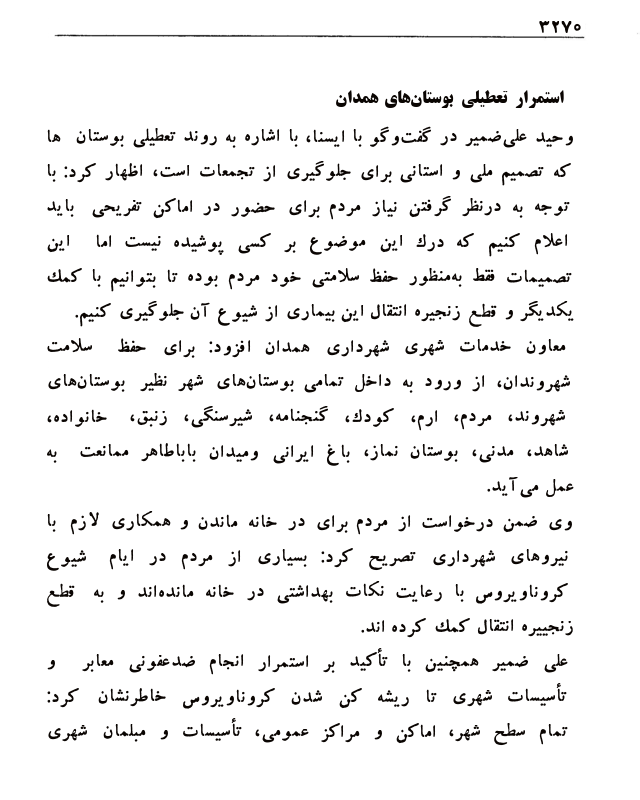 ۳۲۷۰
استمرار تعطیلی بوستان‌های همدان
وحید علی‌ضمیر در گفت‌وگو با ایسنا، با اشاره به روند تعطیلی بوستان ها
که تصمیم ملی و استانی برای جلوگیری از تجمعات است، اظهار کرد: با
توجه به درنظر گرفتن نیاز مردم برای حضور در اماکن تفریحی باید
اعلام کنیم که درك این موضوع بر کسی پوشیده نیست اما این
تصمیمات فقط به‌منظور حفظ سلامتی خود مردم بوده تا بتوانیم با کمك
یکدیگر و قطع زنجیره انتقال این بیماری از شیوع آن جلوگیری کنیم.
معاون خدمات شهری شهرداری همدان افزود: برای حفظ سلامت
شهروندان، از ورود به داخل تمامی بوستان‌های شهر نظیر بوستان‌های
شهروند، مردم، ارم، کودك، گنجنامه، شیرسنگی، زنبق، خانواده،
شاهد، مدنی، بوستان نماز، باغ ایرانی ومیدان باباطاهر ممانعت به
عمل می‌آید.
وی ضمن درخواست از مردم برای در خانه ماندن و همکاری لازم با
نیروهای شهرداری تصریح کرد: بسیاری از مردم در ایام شیوع
کروناویروس با رعایت نکات بهداشتی در خانه مانده‌اند و به قطع
زنجییره انتقال کمك کرده اند.
علی ضمیر همچنین با تأکید بر استمرار انجام ضدعفونی معابر و
تأسیسات شهری تا ریشه کن شدن کروناویروس خاطرنشان کرد:
تمام سطح شهر، اماکن و مراکز عمومی، تأسیسات و مبلمان شهری